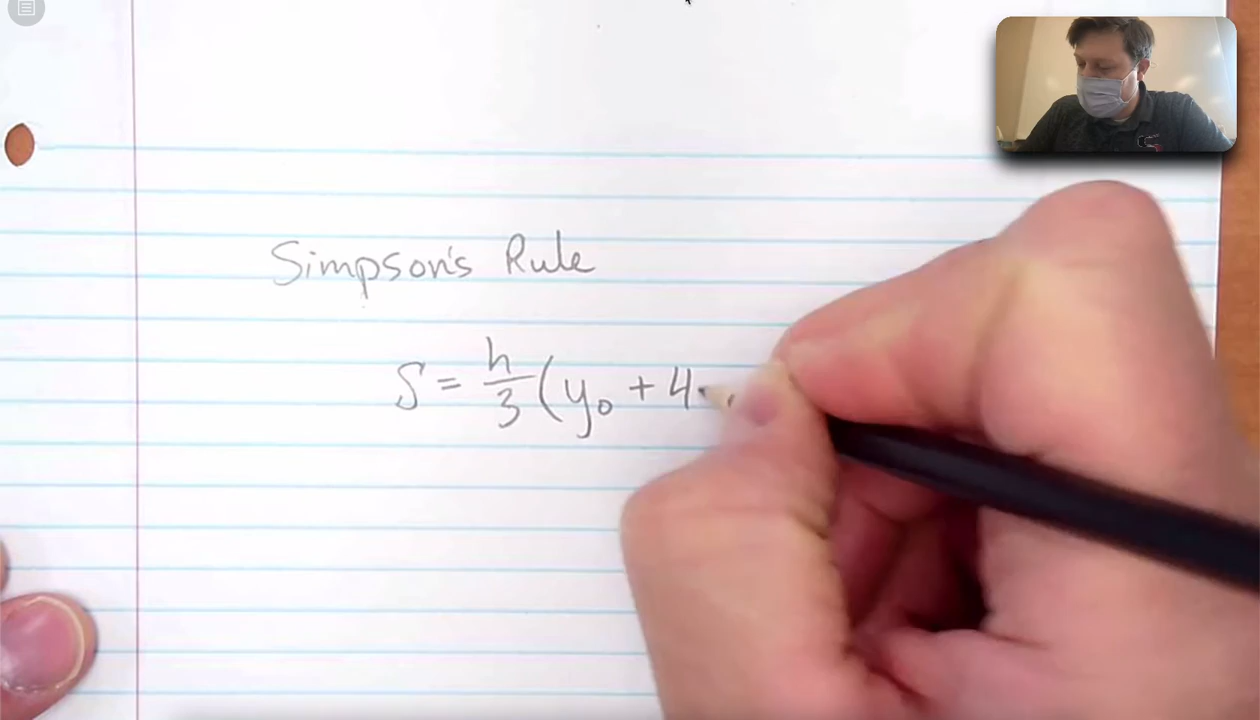 Simpson's Rule
S = h/3 (y₀ + 4